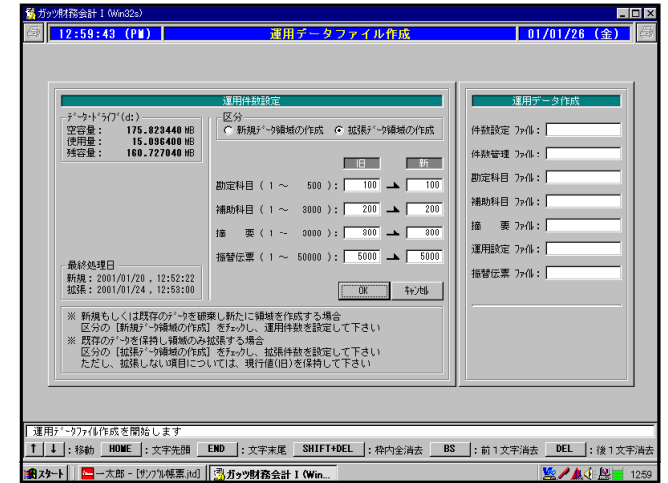 ガッツ財務会計 I (Win32s)
12:59:43 (PM)
運用データファイル作成
01/01/26 (金)
運用件数設定
ﾃﾞｰﾀ･ﾄﾞﾗｲﾌﾞ(d:)
空容量： 175.823440 MB
使用量： 15.096400 MB
残容量： 160.727040 MB
区分
新規ﾃﾞｰﾀ領域の作成
拡張ﾃﾞｰﾀ領域の作成
旧
新
勘定科目 ( 1 ～ 500 )： 100 100
補助科目 ( 1 ～ 3000 )： 200 200
摘 要 ( 1 ～ 3000 )： 300 300
振替伝票 ( 1 ～ 50000 )： 5000 5000
最終処理日
新規：2001/01/20 , 12:52:22
拡張：2001/01/24 , 12:53:00
OK
ｷｬﾝｾﾙ
※ 新規もしくは既存のﾃﾞｰﾀを破棄し新たに領域を作成する場合
区分の [新規ﾃﾞｰﾀ領域の作成] をﾁｪｯｸし、運用件数を設定して下さい
※ 既存のﾃﾞｰﾀを保持し領域のみ拡張する場合
区分の [拡張ﾃﾞｰﾀ領域の作成] をﾁｪｯｸし、拡張件数を設定して下さい
ただし、拡張しない項目については、現行値(旧)を保持して下さい
運用データ作成
件数設定 ﾌｧｲﾙ：
件数管理 ﾌｧｲﾙ：
勘定科目 ﾌｧｲﾙ：
補助科目 ﾌｧｲﾙ：
摘 要 ﾌｧｲﾙ：
運用設定 ﾌｧｲﾙ：
振替伝票 ﾌｧｲﾙ：
運用ﾃﾞｰﾀﾌｧｲﾙ作成を開始します
↑ ↓ ：移動 HOME ：文字先頭 END ：文字末尾 SHIFT+DEL ：枠内全消去 BS ：前１文字消去 DEL ：後１文字消去
スタート
一太郎 - [ｻﾝﾌﾟﾙ帳票.jtd]
ガッツ財務会計 I (Win...
12:59